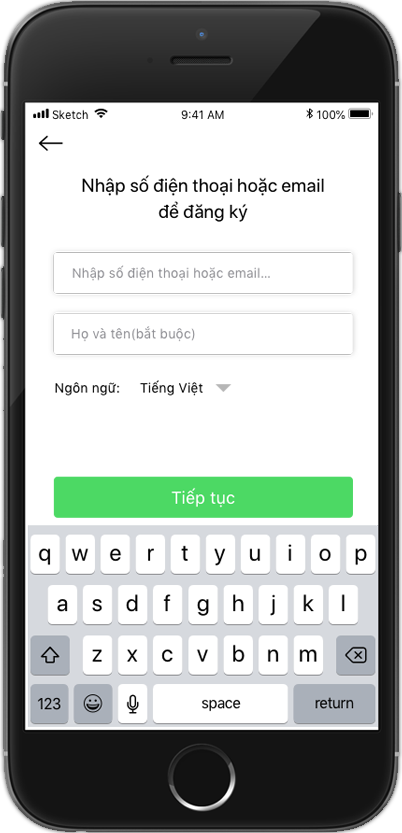 Sketch 9:41 AM 100%
Nhập số điện thoại hoặc email
để đăng ký
Nhập số điện thoại hoặc email...
Họ và tên(bắt buộc)
Ngôn ngữ: Tiếng Việt
Tiếp tục
q w e r t y u i o p
a s d f g h j k l
z x c v b n m
123 space return